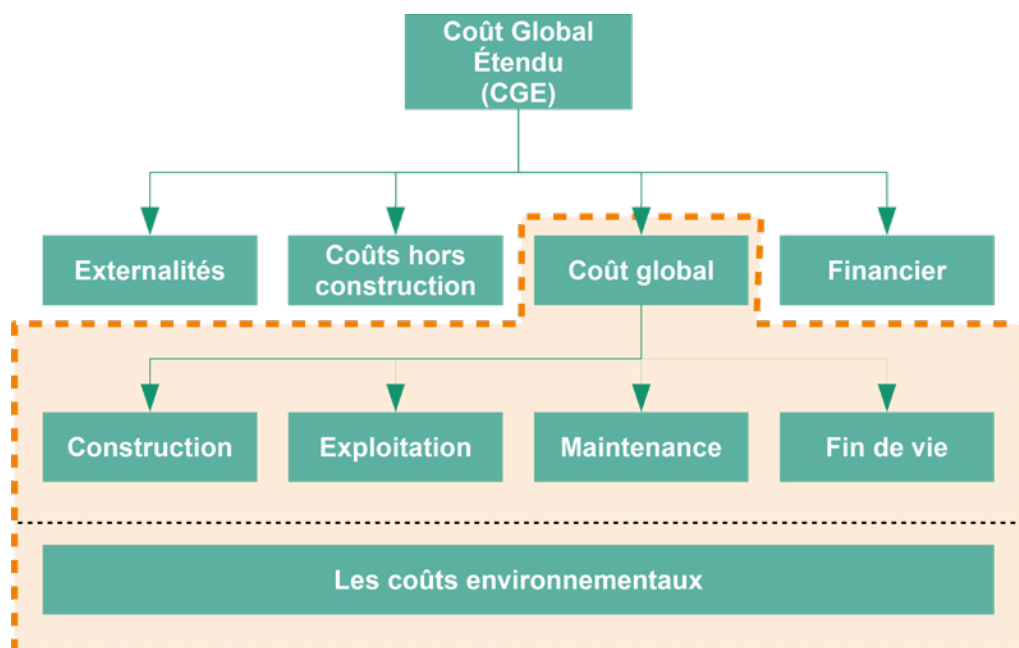 Coût Global
Étendu
(CGE)
Externalités
Coûts hors
construction
Coût global
Financier
Construction
Exploitation
Maintenance
Fin de vie
Les coûts environnementaux